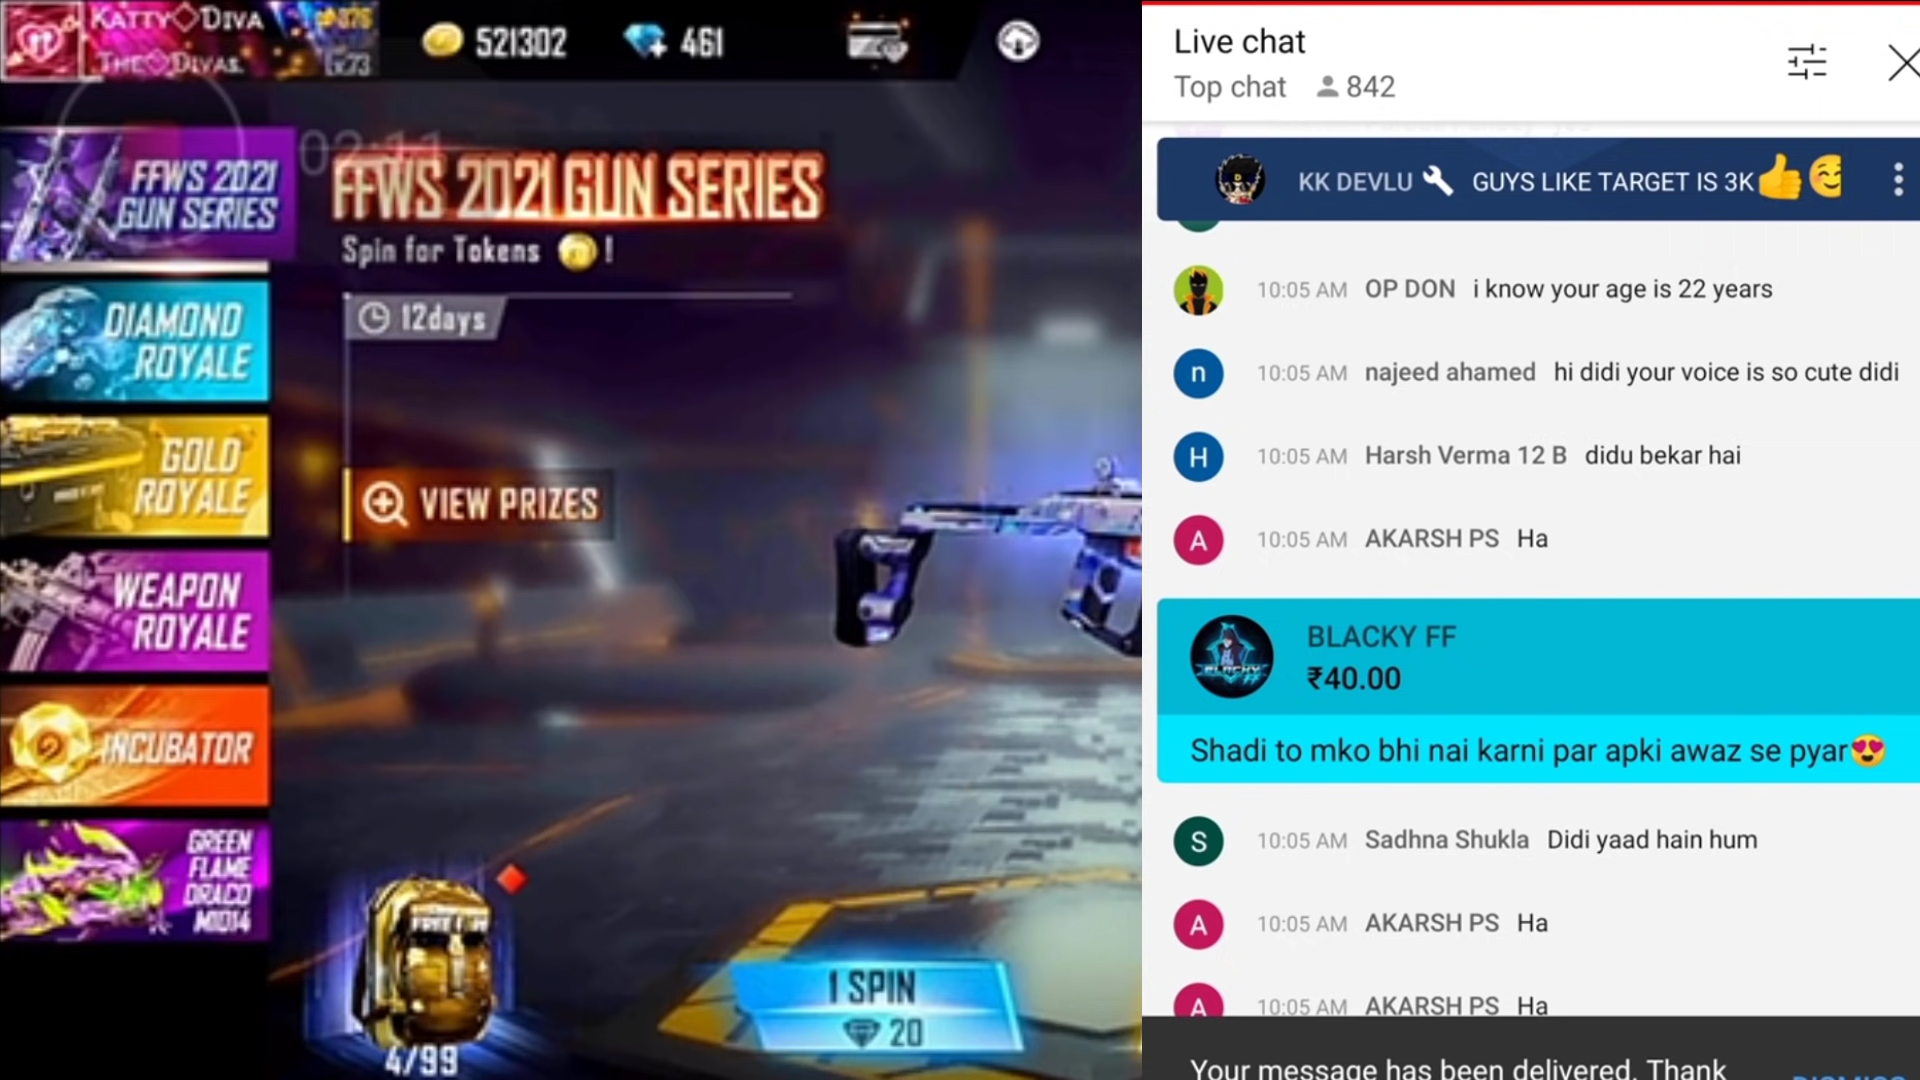 KATTY◇DIVA
THE◇DIVAS
521302
461
02:11
FFWS 2021
GUN SERIES
FFWS 2021 GUN SERIES
Spin for Tokens !
12days
DIAMOND
ROYALE
GOLD
ROYALE
VIEW PRIZES
WEAPON
ROYALE
INCUBATOR
GREEN
FLAME
DRACO
M1014
4/99
1 SPIN
20
Live chat
Top chat 842
KK DEVLU 🔧 GUYS LIKE TARGET IS 3K👍😉
10:05 AM OP DON i know your age is 22 years
n 10:05 AM najeed ahamed hi didi your voice is so cute didi
H 10:05 AM Harsh Verma 12 B didu bekar hai
A 10:05 AM AKARSH PS Ha
BLACKY FF
₹40.00
Shadi to mko bhi nai karni par apki awaz se pyar😍
S 10:05 AM Sadhna Shukla Didi yaad hain hum
A 10:05 AM AKARSH PS Ha
A 10:05 AM AKARSH PS Ha
Your message has been delivered. Thank
DISMISS